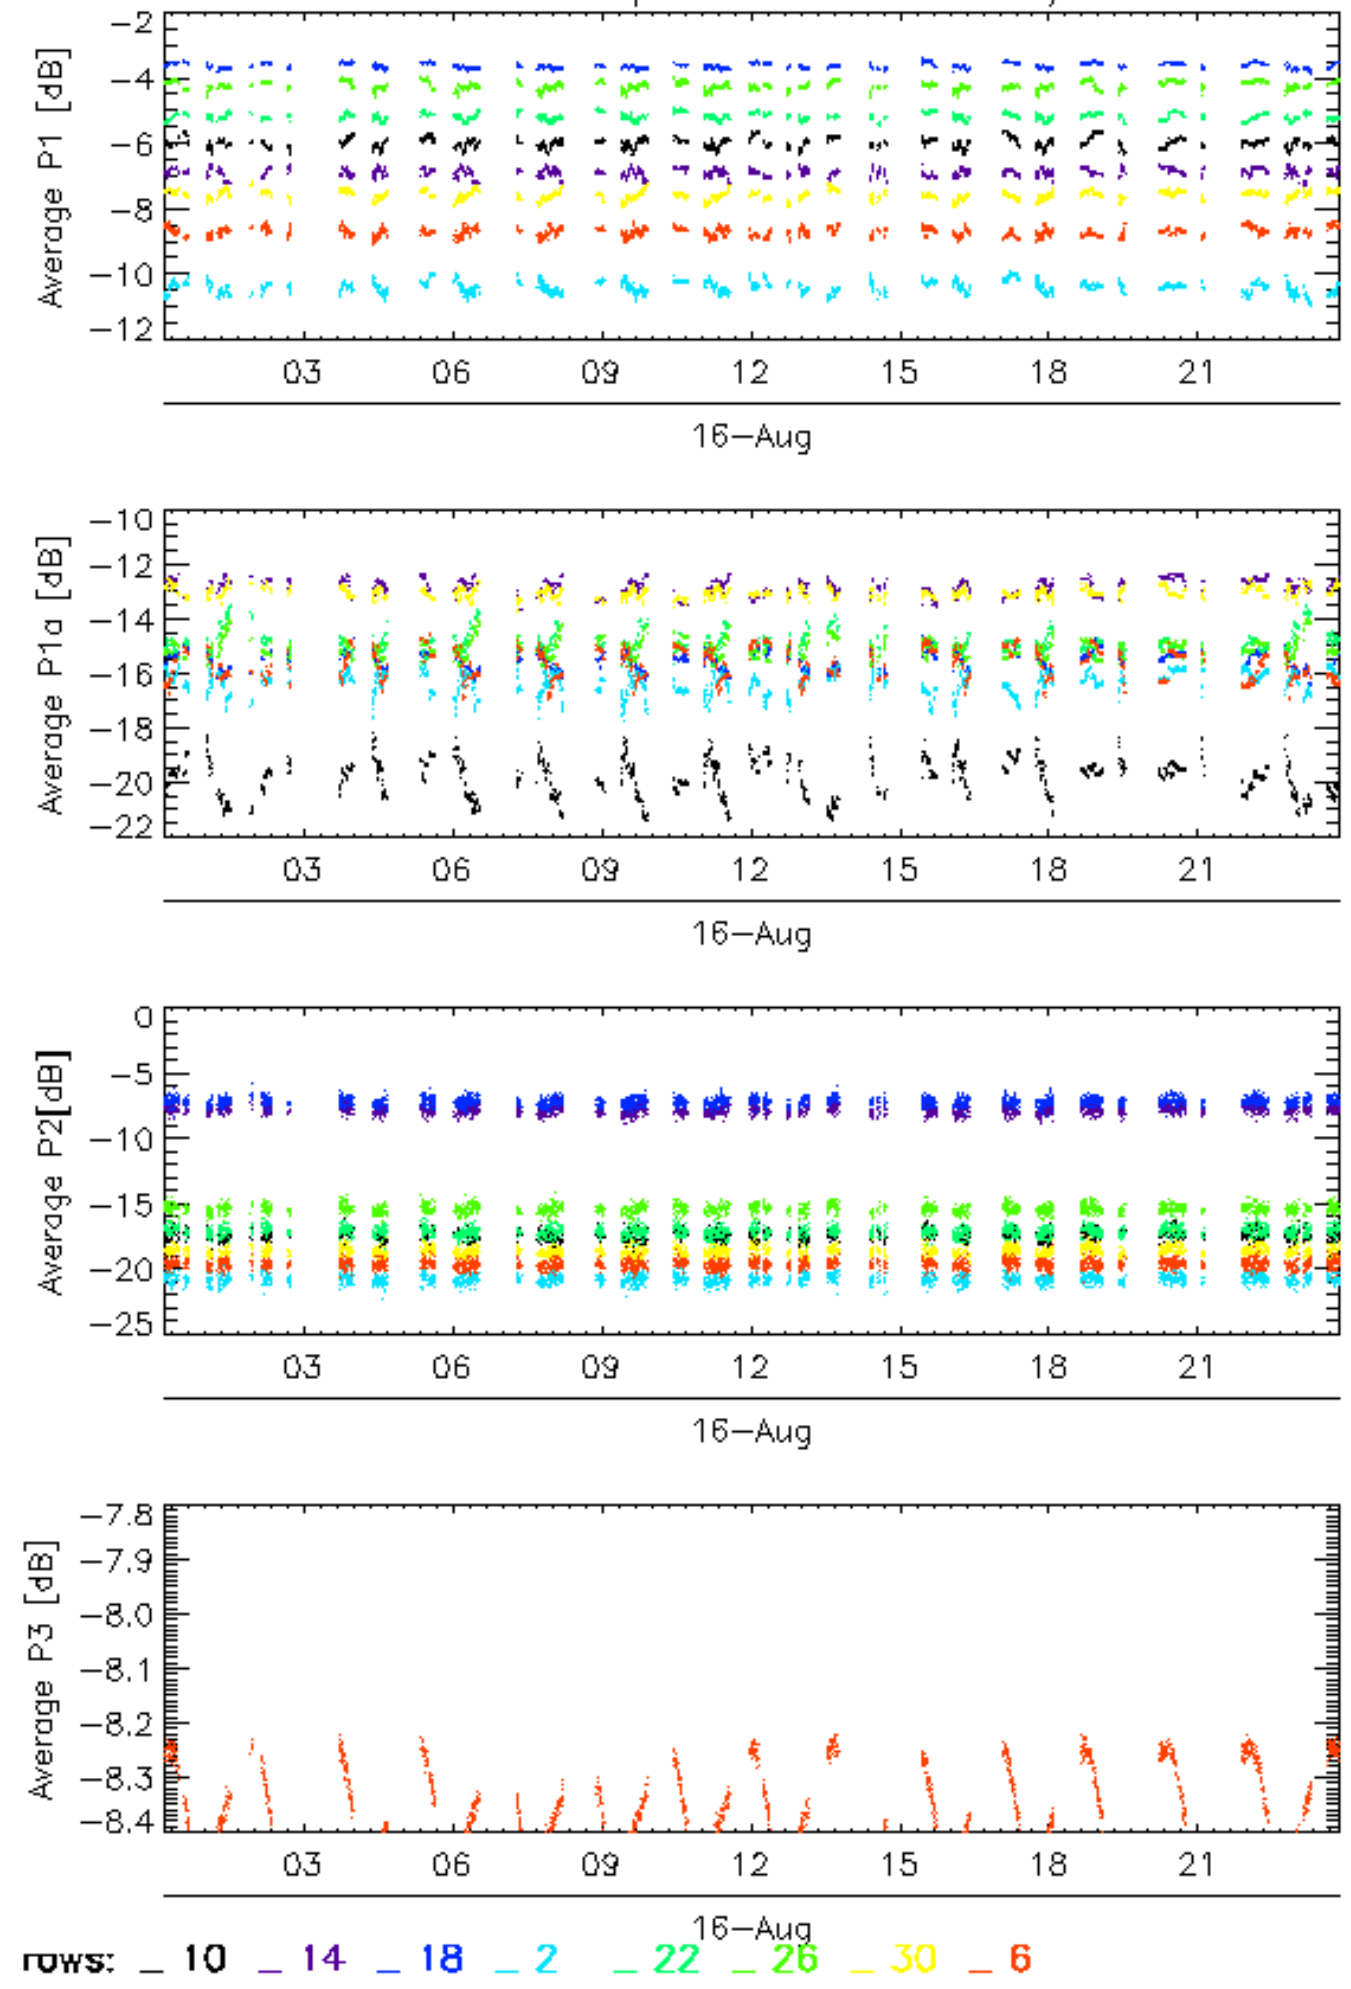 Average P1 [dB]
−2
−4
−6
−8
−10
−12
03 06 09 12 15 18 21
16−Aug
Average P1a [dB]
−10
−12
−14
−16
−18
−20
−22
03 06 09 12 15 18 21
16−Aug
Average P2[dB]
0
−5
−10
−15
−20
−25
03 06 09 12 15 18 21
16−Aug
Average P3 [dB]
−7.8
−7.9
−8.0
−8.1
−8.2
−8.3
−8.4
03 06 09 12 15 18 21
16−Aug
rows: _ 10 _ 14 _ 18 _ 2 _ 22 _ 26 _ 30 _ 6